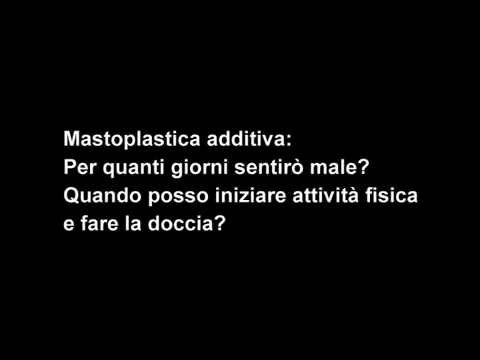 Mastoplastica additiva:
Per quanti giorni sentirò male?
Quando posso iniziare attività fisica
e fare la doccia?